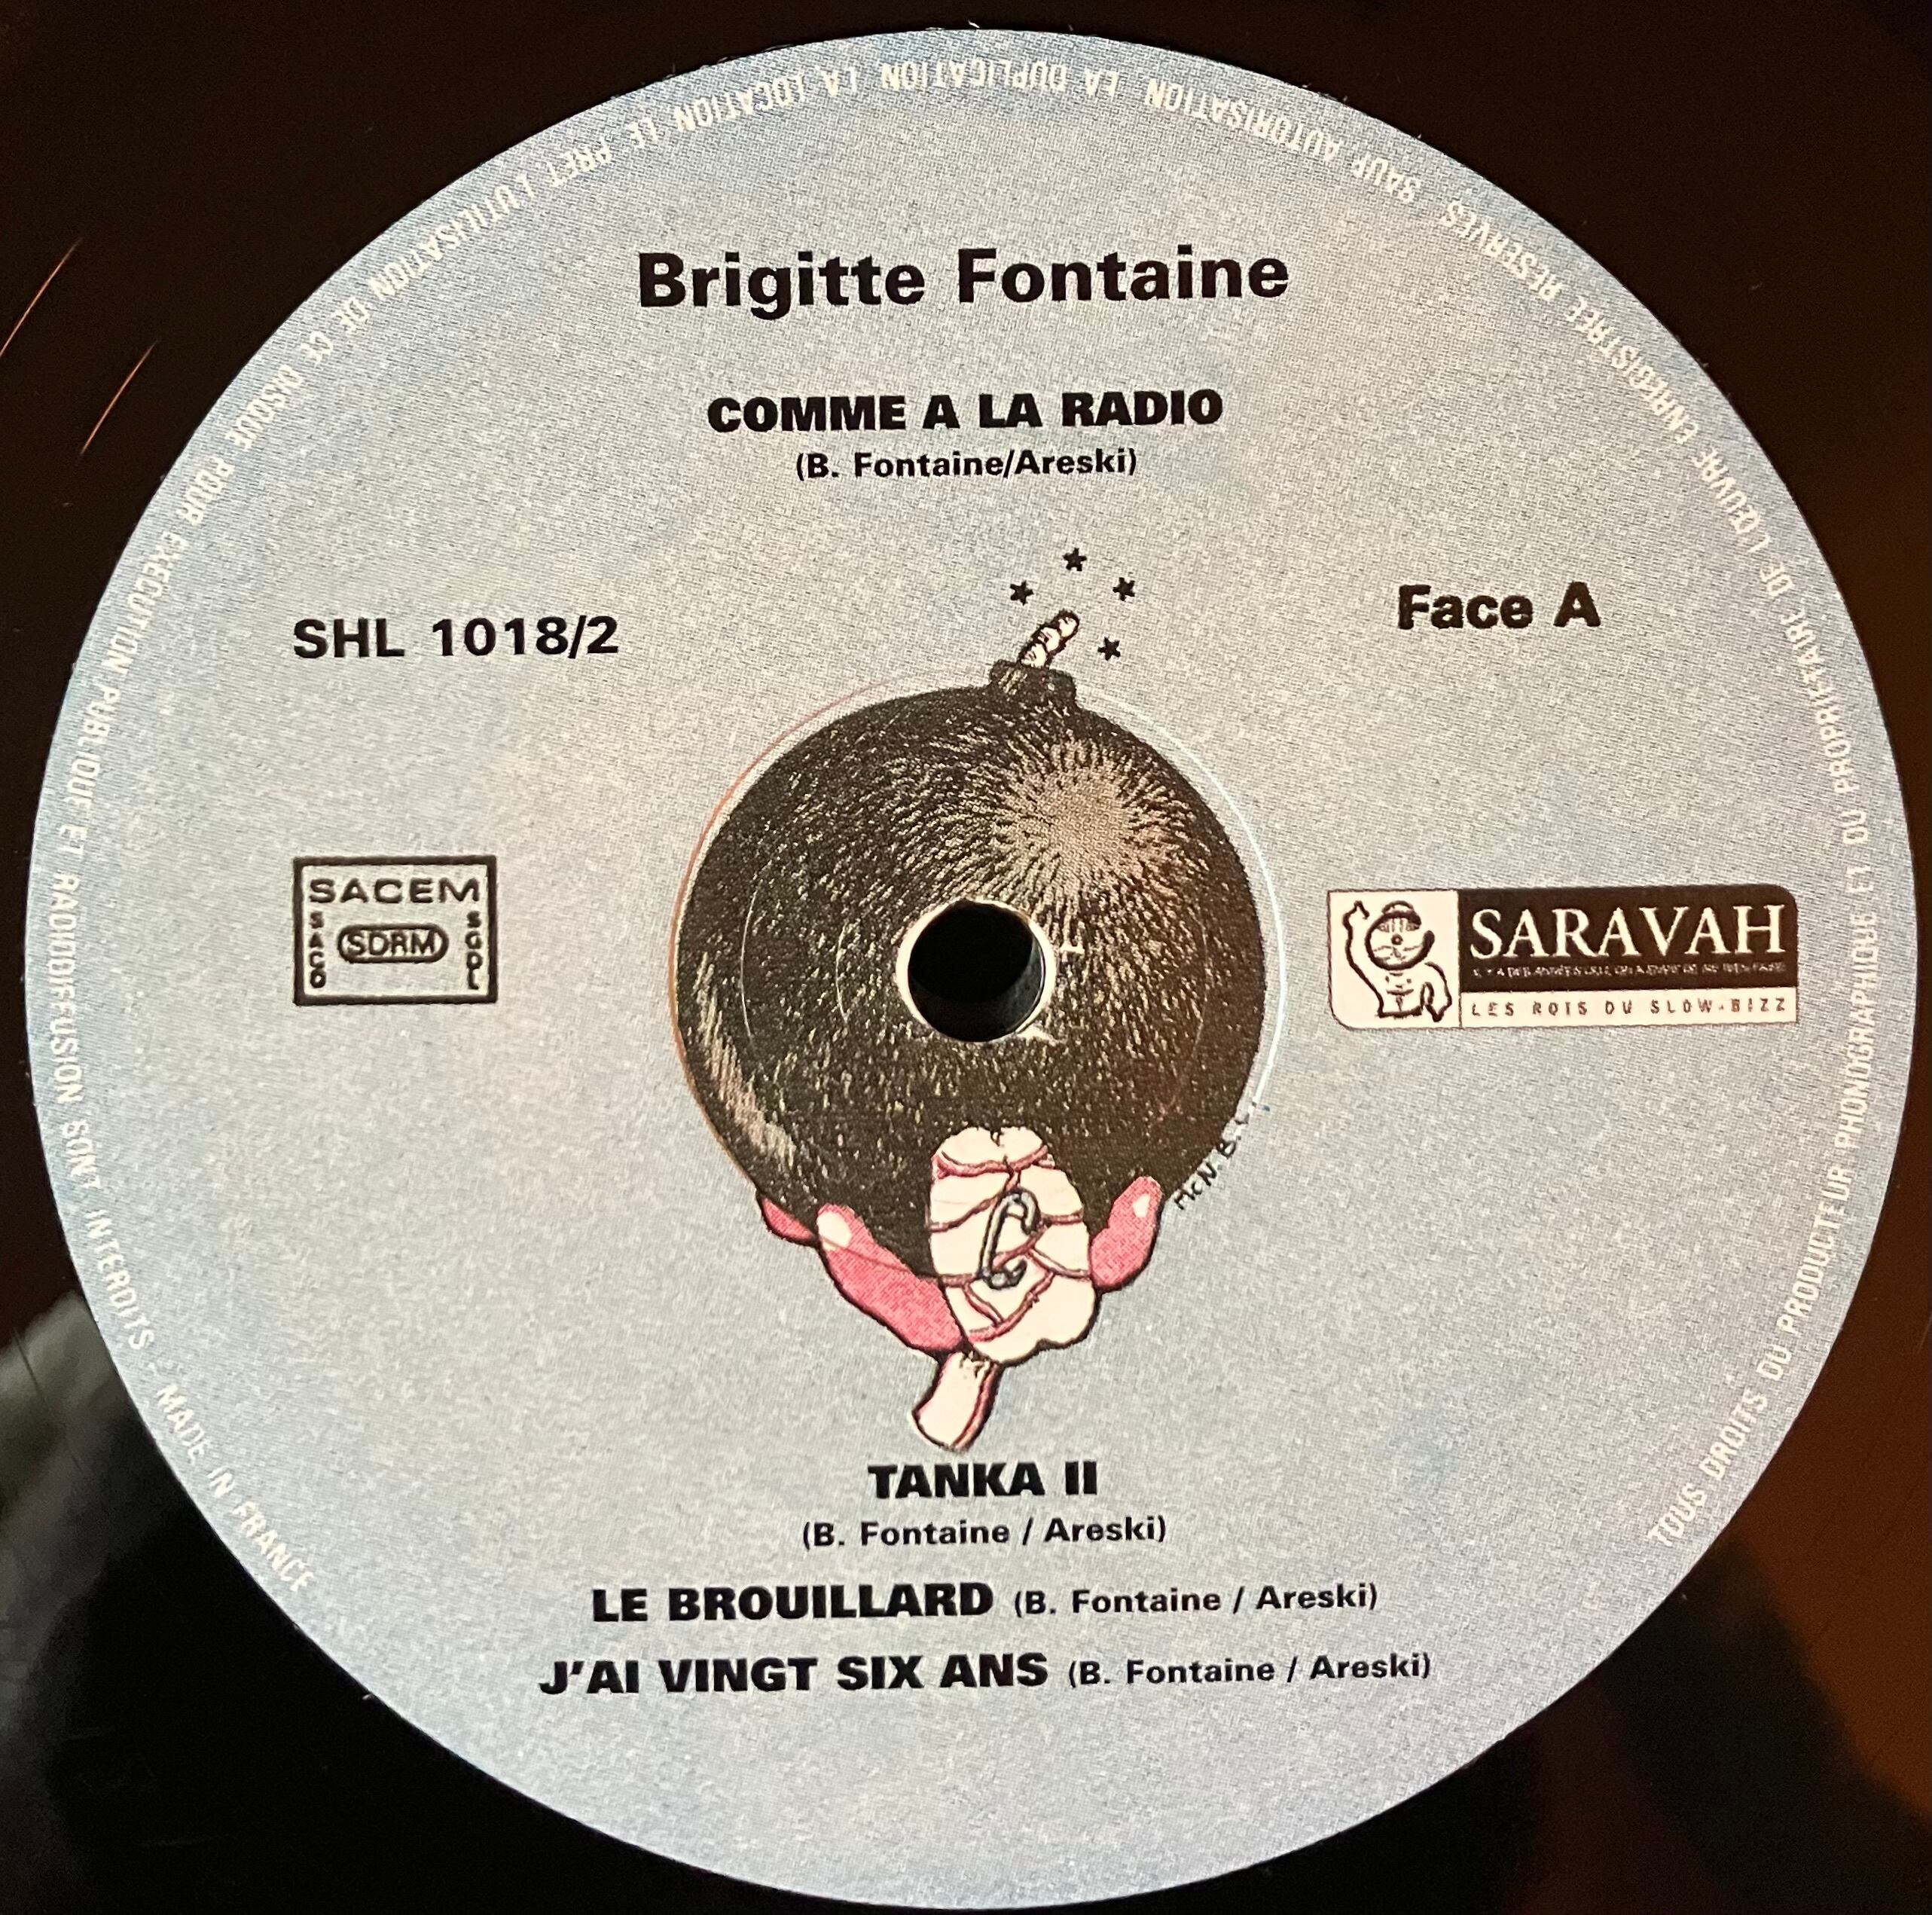 Brigitte Fontaine
COMME A LA RADIO
(B. Fontaine/Areski)
SHL 1018/2
Face A
SACEM
SACD
SDRM
SGDL
SARAVAH
LES ROIS DU SLOW-BIZZ
TANKA II
(B. Fontaine / Areski)
LE BROUILLARD (B. Fontaine / Areski)
J'AI VINGT SIX ANS (B. Fontaine / Areski)
TOUS DROITS DU PRODUCTEUR PHONOGRAPHIQUE ET DU PROPRIETAIRE DE L'ŒUVRE ENREGISTREE RESERVES SAUF AUTORISATION LA DUPLICATION LA LOCATION LE PRET L'UTILISATION DE CE DISQUE POUR EXECUTION PUBLIQUE ET RADIODIFFUSION SONT INTERDITS - MADE IN FRANCE